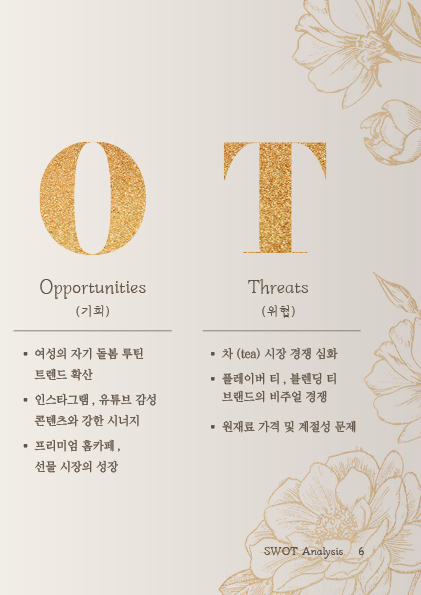 O
Opportunities
(기회)
▪ 여성의 자기 돌봄 루틴
트렌드 확산
▪ 인스타그램 , 유튜브 감성
콘텐츠와 강한 시너지
▪ 프리미엄 홈카페 ,
선물 시장의 성장
T
Threats
(위협)
▪ 차 (tea) 시장 경쟁 심화
▪ 플레이버 티 , 블렌딩 티
브랜드의 비주얼 경쟁
▪ 원재료 가격 및 계절성 문제
SWOT Analysis 6